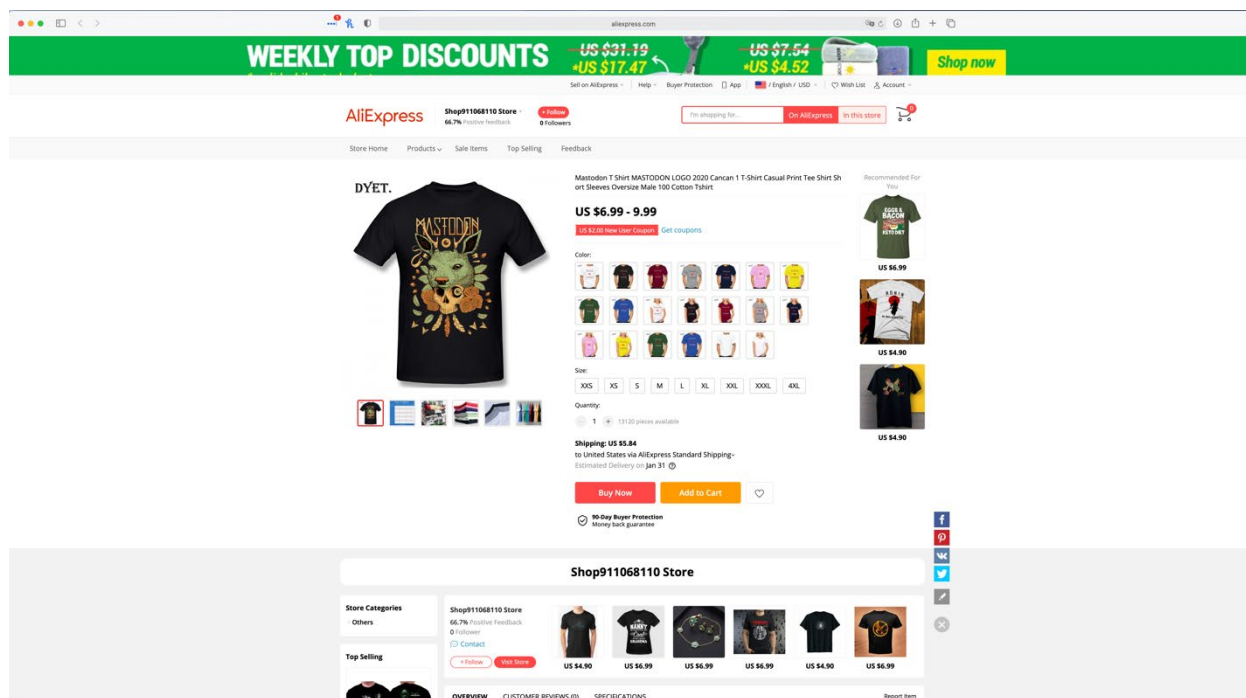 aliexpress.com
WEEKLY TOP DISCOUNTS
US $31.19
*US $17.47
US $7.54
*US $4.52
Shop now
Sell on AliExpress
Help
Buyer Protection
App
/ English / USD
Wish List
Account
AliExpress
Shop911068110 Store
66.7% Positive feedback
+ Follow
0 Followers
I'm shopping for...
On AliExpress
In this store
0
Store Home
Products
Sale Items
Top Selling
Feedback
DYET.
MASTODON
Mastodon T Shirt MASTODON LOGO 2020 Cancan 1 T-Shirt Casual Print Tee Shirt Sh
ort Sleeves Oversize Male 100 Cotton Tshirt
US $6.99 - 9.99
US $2.00 New User Coupon
Get coupons
Color:
Size:
XXS
XS
S
M
L
XL
XXL
XXXL
4XL
Quantity:
1
13120 pieces available
Shipping: US $5.84
to United States via AliExpress Standard Shipping
Estimated Delivery on Jan 31
Buy Now
Add to Cart
90-Day Buyer Protection
Money back guarantee
Recommended For
You
EGGS &
BACON
KETO DIET
US $6.99
RONIN
US $4.90
US $4.90
Shop911068110 Store
Store Categories
Others
Top Selling
Shop911068110 Store
66.7% Positive Feedback
0 Follower
Contact
+ Follow
Visit Store
US $4.90
NANNY
US $6.99
US $6.99
US $6.99
US $4.90
US $6.99
OVERVIEW
CUSTOMER REVIEWS (0)
SPECIFICATIONS
Report Item